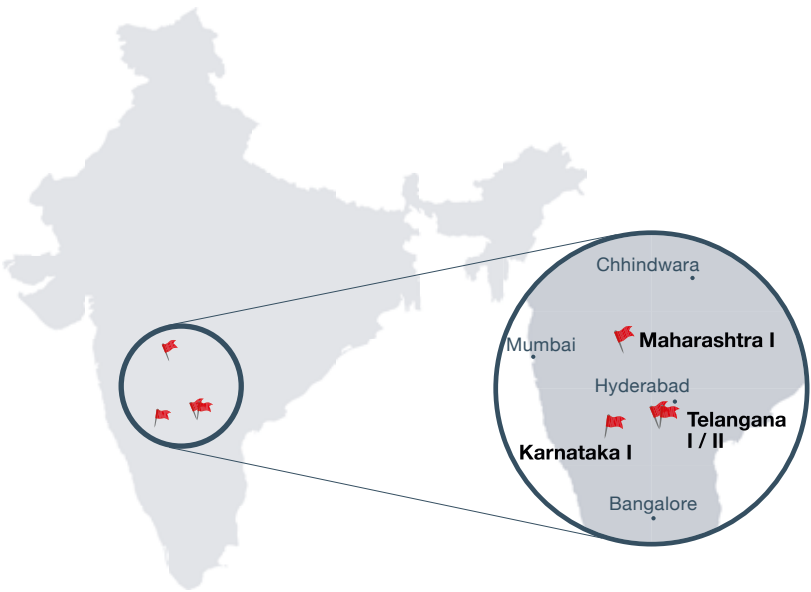 Chhindwara
Maharashtra I
Mumbai
Hyderabad
Telangana
I / II
Karnataka I
Bangalore